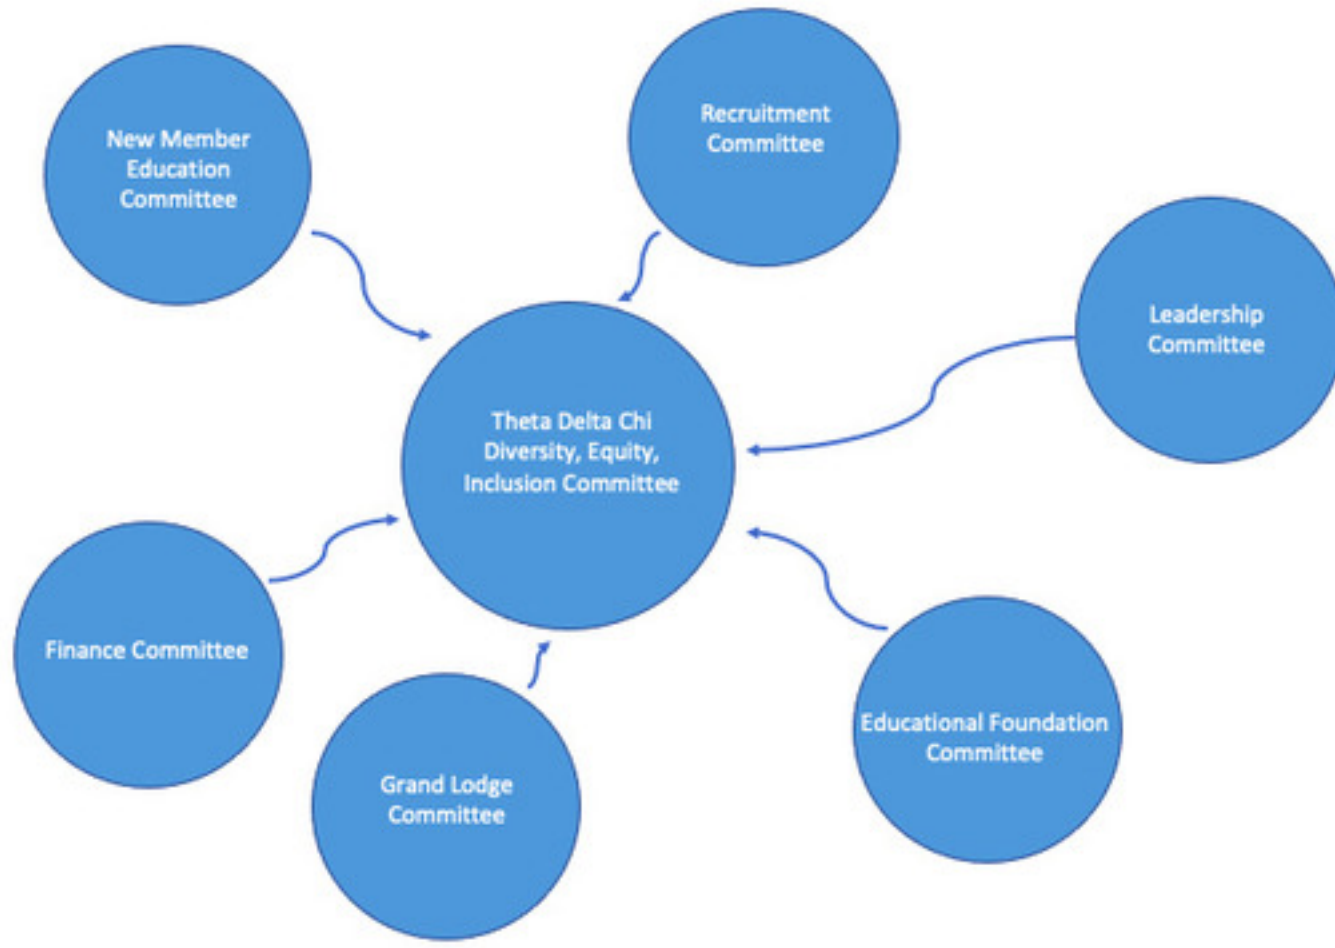 New Member
Education
Committee
Recruitment
Committee
Leadership
Committee
Theta Delta Chi
Diversity, Equity,
Inclusion Committee
Finance Committee
Grand Lodge
Committee
Educational Foundation
Committee